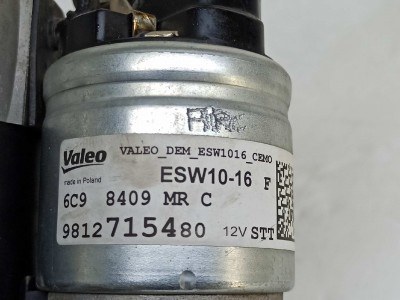 Valeo VALEO_DEM_ESW1016_CEMO
made in Poland ESW10-16 F
6C9 8409 MR C
9812715480 12V STT